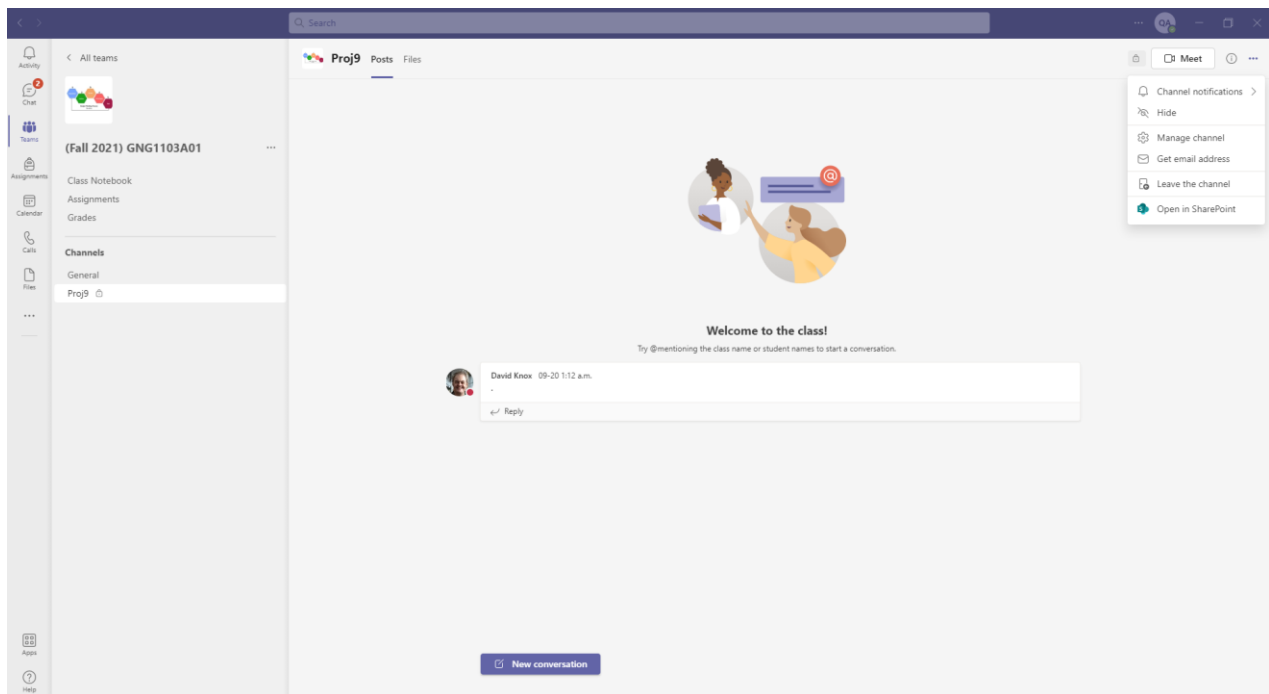 Search
QA
Activity
2
Chat
Teams
Assignments
Calendar
Calls
Files
Apps
Help
All teams
(Fall 2021) GNG1103A01
Class Notebook
Assignments
Grades
Channels
General
Proj9
Proj9 Posts Files
Meet
Channel notifications
Hide
Manage channel
Get email address
Leave the channel
Open in SharePoint
@
Welcome to the class!
Try @mentioning the class name or student names to start a conversation.
David Knox 09-20 1:12 a.m.
.
Reply
New conversation